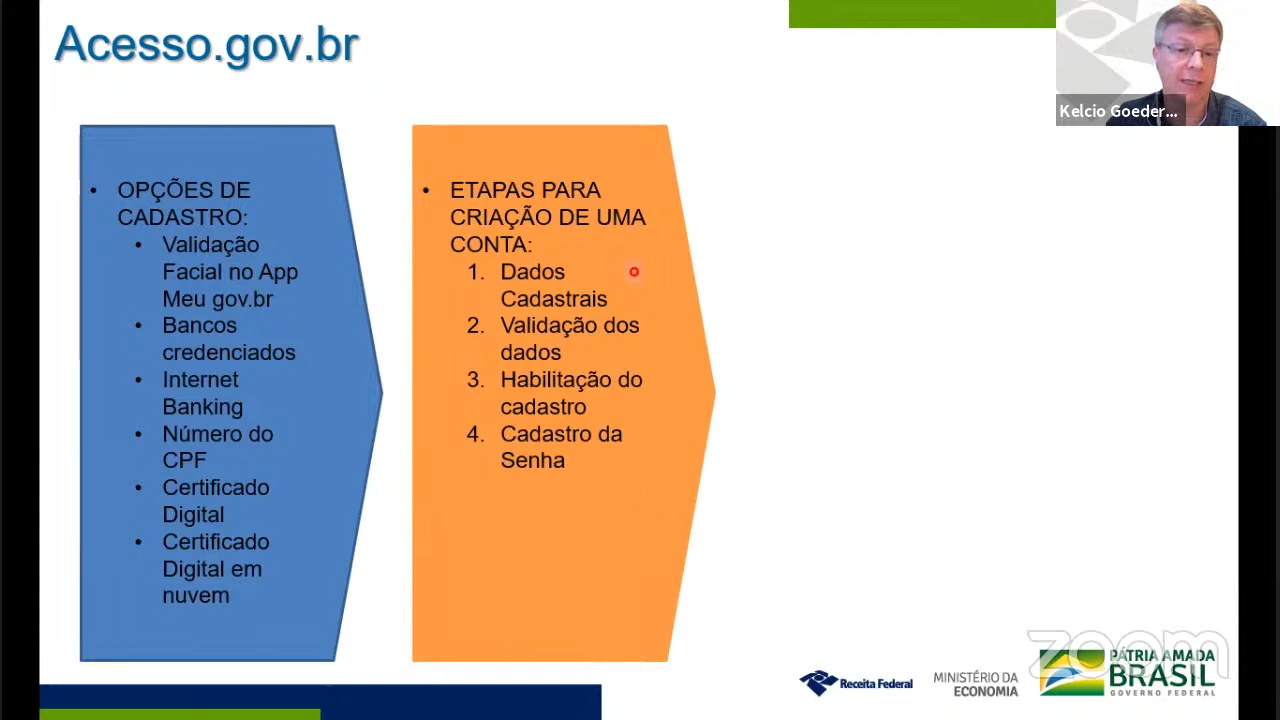 Acesso.gov.br
Kelcio Goeder...
• OPÇÕES DE
CADASTRO:
• Validação
Facial no App
Meu gov.br
• Bancos
credenciados
• Internet
Banking
• Número do
CPF
• Certificado
Digital
• Certificado
Digital em
nuvem
• ETAPAS PARA
CRIAÇÃO DE UMA
CONTA:
1. Dados
Cadastrais
2. Validação dos
dados
3. Habilitação do
cadastro
4. Cadastro da
Senha
Receita Federal
MINISTÉRIO DA
ECONOMIA
PÁTRIA AMADA
BRASIL
GOVERNO FEDERAL
zoom